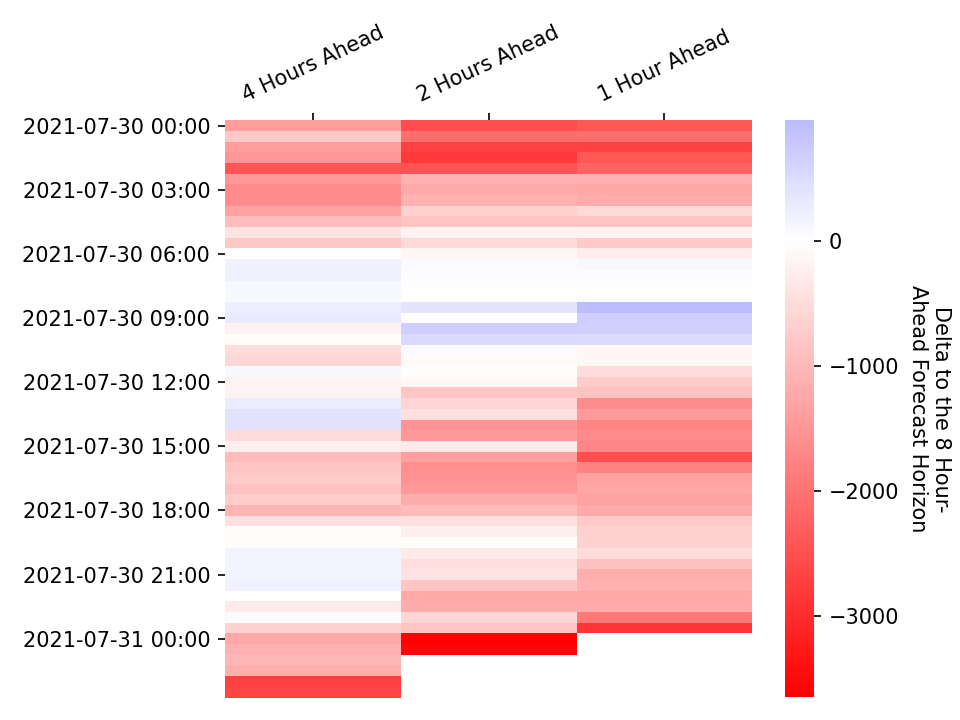 4 Hours Ahead
2 Hours Ahead
1 Hour Ahead
2021-07-30 00:00
2021-07-30 03:00
2021-07-30 06:00
2021-07-30 09:00
2021-07-30 12:00
2021-07-30 15:00
2021-07-30 18:00
2021-07-30 21:00
2021-07-31 00:00
0
−1000
−2000
−3000
Delta to the 8 Hour-
Ahead Forecast Horizon